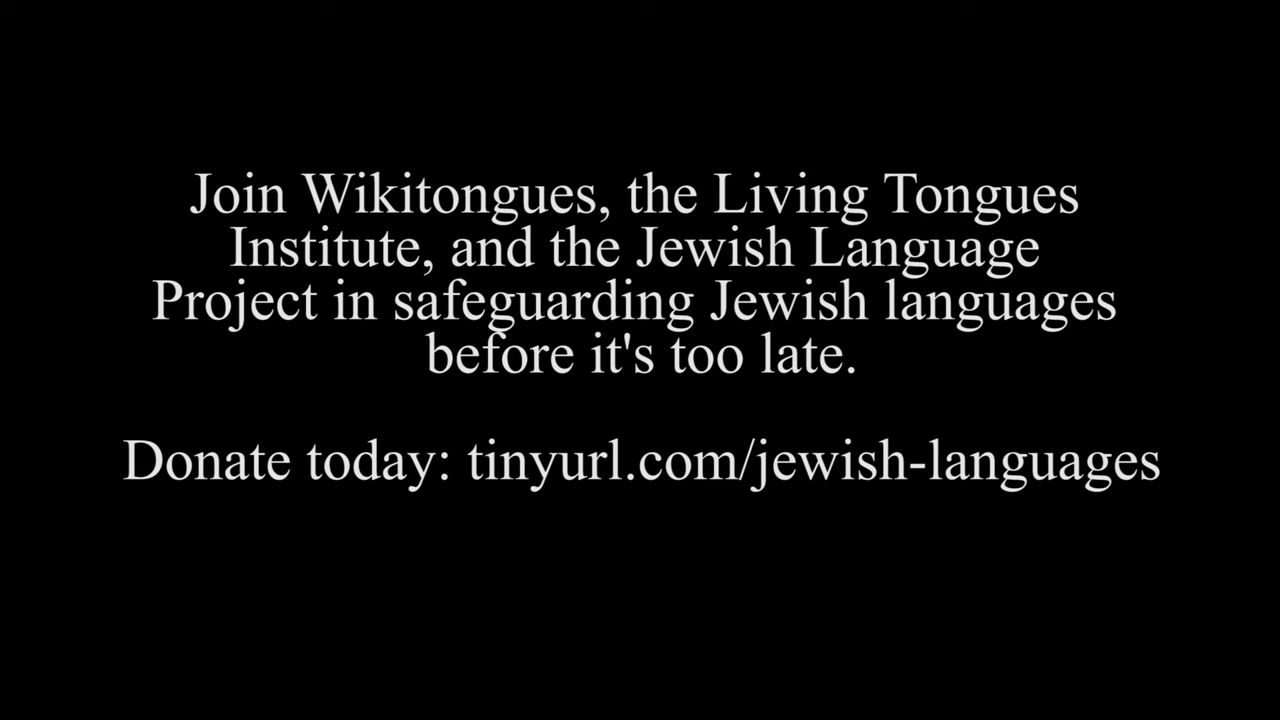 Join Wikitongues, the Living Tongues
Institute, and the Jewish Language
Project in safeguarding Jewish languages
before it's too late.
Donate today: tinyurl.com/jewish-languages